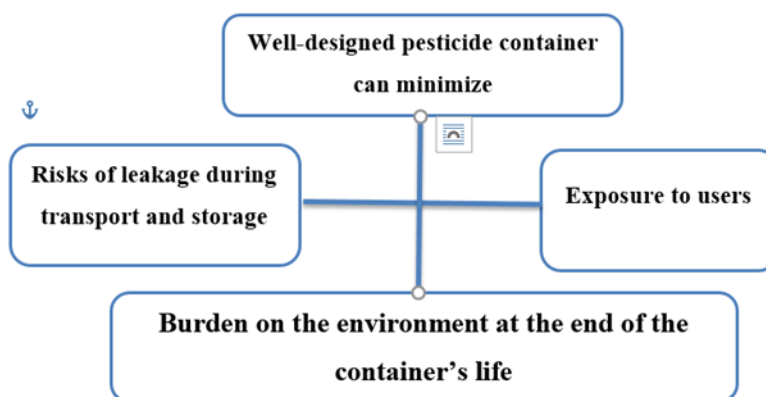 Well-designed pesticide container
can minimize
Risks of leakage during
transport and storage
Exposure to users
Burden on the environment at the end of the
container’s life